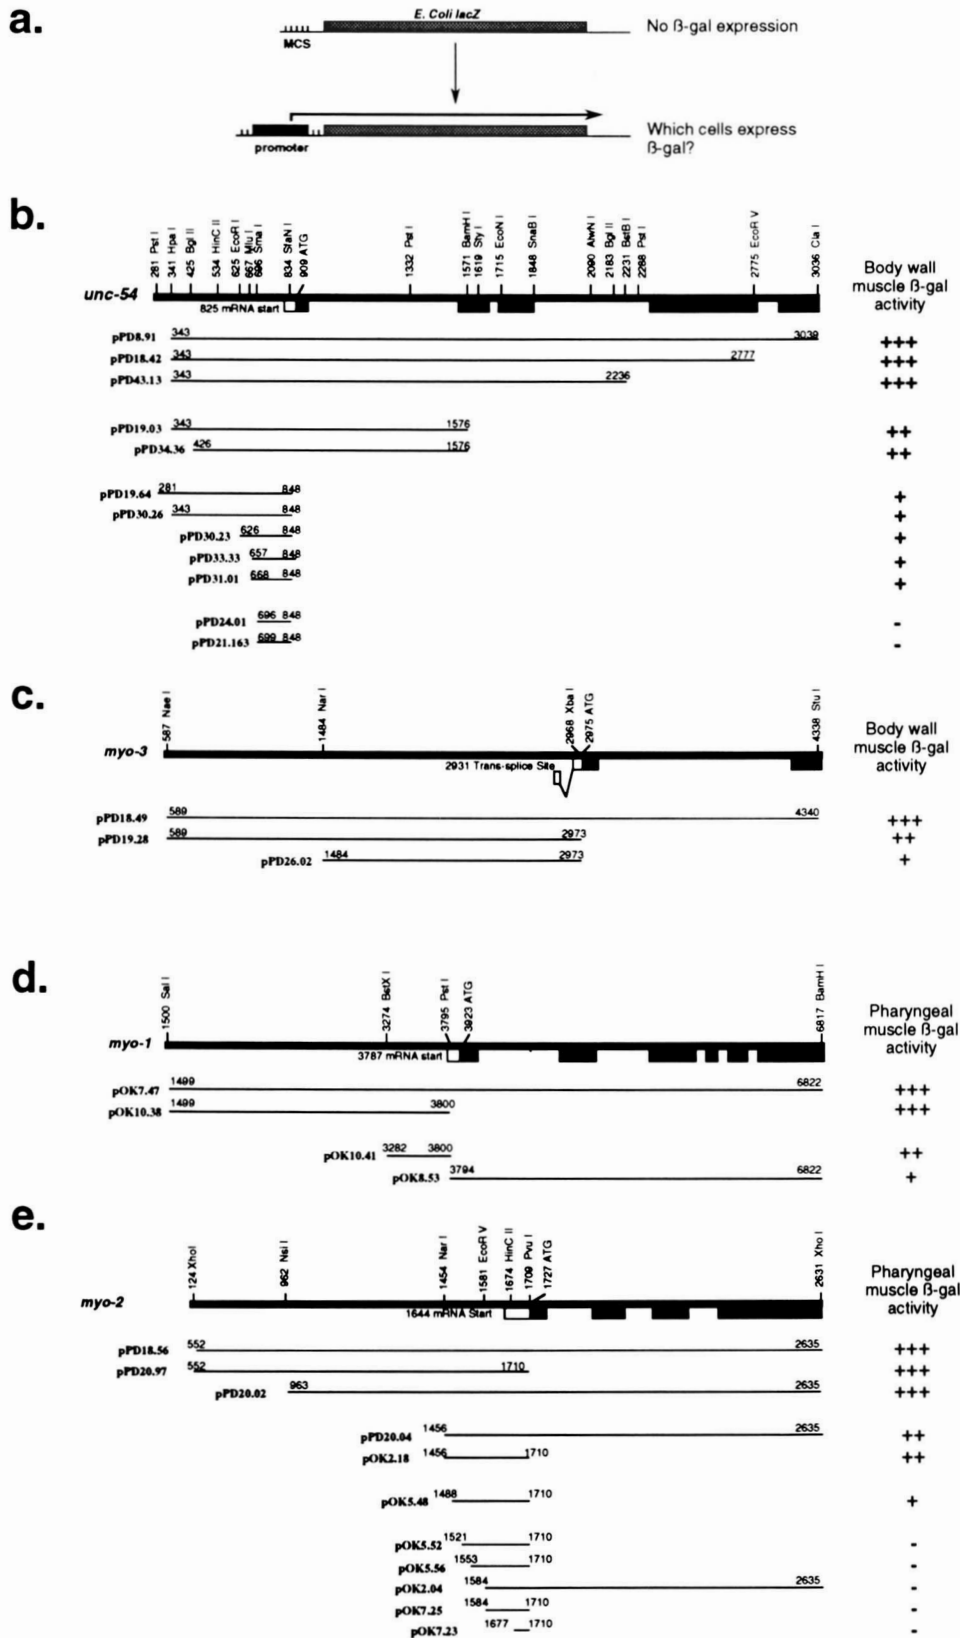 a.
E. Coli lacZ
MCS
No ß-gal expression
promoter
Which cells express
ß-gal?
b.
281 Pst I
341 Hpa I
425 Bgl II
534 HinC II
625 EcoR I
667 Mlu I
696 Sma I
834 SfaN I
909 ATG
1332 Pst I
1571 BamH I
1619 Sty I
1715 EcoN I
1848 SnaB I
2090 AlwN I
2183 Bgl II
2231 BstB I
2288 Pst I
2775 EcoR V
3036 Cla I
Body wall
muscle ß-gal
activity
unc-54
825 mRNA start
pPD8.91 343 3039 +++
pPD18.42 343 2777 +++
pPD43.13 343 2236 +++
pPD19.03 343 1576 ++
pPD34.36 426 1576 ++
pPD19.64 281 848 +
pPD30.26 343 848 +
pPD30.23 626 848 +
pPD33.33 657 848 +
pPD31.01 668 848 +
pPD24.01 696 848 -
pPD21.163 699 848 -
c.
587 Nae I
1484 Nar I
2968 Xba I
2975 ATG
4338 Stu I
Body wall
muscle ß-gal
activity
myo-3
2931 Trans-splice Site
pPD18.49 589 4340 +++
pPD19.28 589 2973 ++
pPD26.02 1484 2973 +
d.
1500 Sal I
3274 BstX I
3795 Pst I
3923 ATG
6817 BamH I
Pharyngeal
muscle ß-gal
activity
myo-1
3787 mRNA start
pOK7.47 1499 6822 +++
pOK10.38 1499 3800 +++
pOK10.41 3282 3800 ++
pOK8.53 3794 6822 +
e.
124 XhoI
962 Nsi I
1454 Nar I
1581 EcoR V
1674 HinC II
1709 Pvu I
1727 ATG
2631 Xho I
Pharyngeal
muscle ß-gal
activity
myo-2
1644 mRNA Start
pPD18.56 552 2635 +++
pPD20.97 552 1710 +++
pPD20.02 963 2635 +++
pPD20.04 1456 2635 ++
pOK2.18 1456 1710 ++
pOK5.48 1488 1710 +
pOK5.52 1521 1710 -
pOK5.56 1553 1710 -
pOK2.04 1584 2635 -
pOK7.25 1584 1710 -
pOK7.23 1677 1710 -